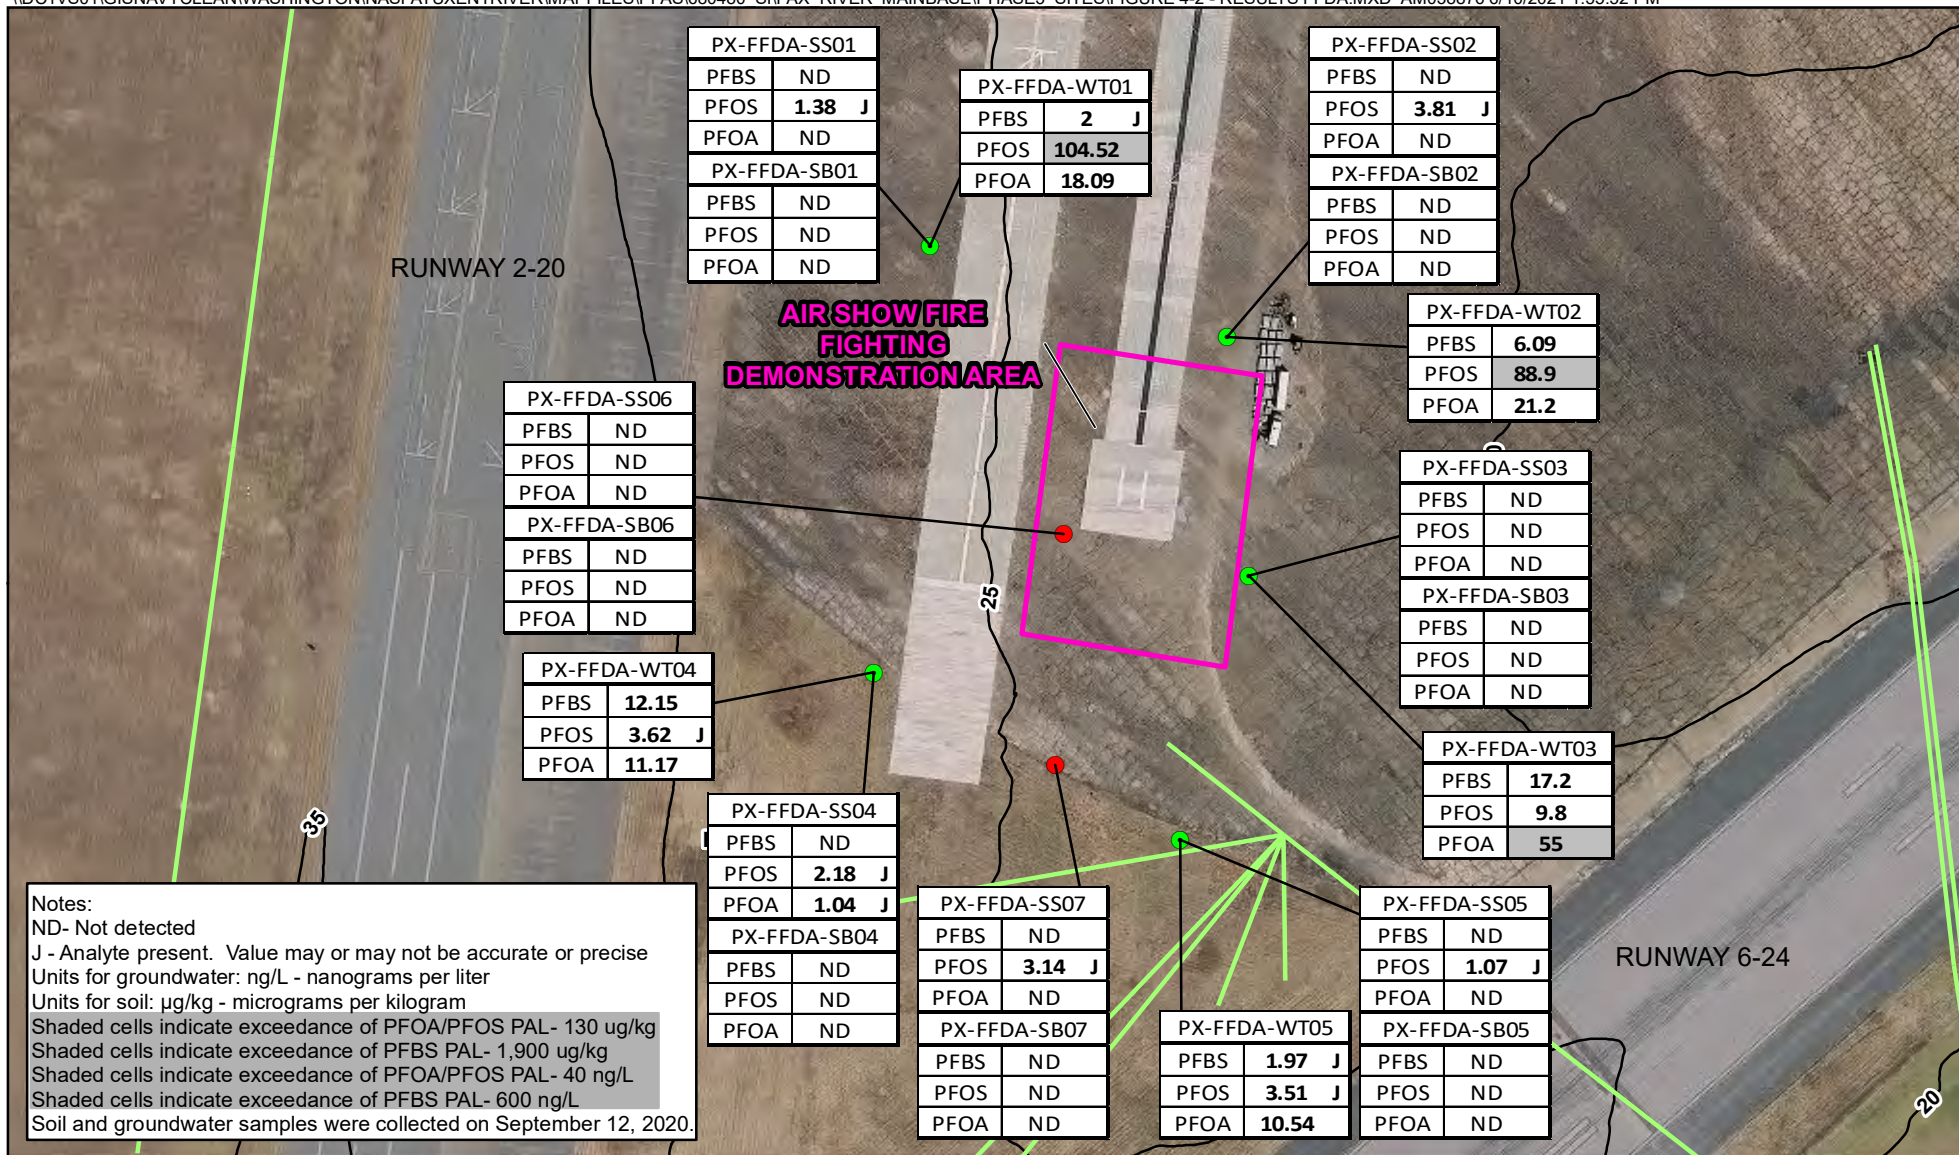 PX-FFDA-SS01
PFBS ND
PFOS 1.38 J
PFOA ND
PX-FFDA-SB01
PFBS ND
PFOS ND
PFOA ND
PX-FFDA-WT01
PFBS 2 J
PFOS 104.52
PFOA 18.09
PX-FFDA-SS02
PFBS ND
PFOS 3.81 J
PFOA ND
PX-FFDA-SB02
PFBS ND
PFOS ND
PFOA ND
RUNWAY 2-20
AIR SHOW FIRE
FIGHTING
DEMONSTRATION AREA
PX-FFDA-WT02
PFBS 6.09
PFOS 88.9
PFOA 21.2
PX-FFDA-SS06
PFBS ND
PFOS ND
PFOA ND
PX-FFDA-SB06
PFBS ND
PFOS ND
PFOA ND
PX-FFDA-SS03
PFBS ND
PFOS ND
PFOA ND
PX-FFDA-SB03
PFBS ND
PFOS ND
PFOA ND
25
PX-FFDA-WT04
PFBS 12.15
PFOS 3.62 J
PFOA 11.17
PX-FFDA-WT03
PFBS 17.2
PFOS 9.8
PFOA 55
35
PX-FFDA-SS04
PFBS ND
PFOS 2.18 J
PFOA 1.04 J
PX-FFDA-SB04
PFBS ND
PFOS ND
PFOA ND
PX-FFDA-SS07
PFBS ND
PFOS 3.14 J
PFOA ND
PX-FFDA-SB07
PFBS ND
PFOS ND
PFOA ND
PX-FFDA-WT05
PFBS 1.97 J
PFOS 3.51 J
PFOA 10.54
PX-FFDA-SS05
PFBS ND
PFOS 1.07 J
PFOA ND
PX-FFDA-SB05
PFBS ND
PFOS ND
PFOA ND
RUNWAY 6-24
20
Notes:
ND- Not detected
J - Analyte present. Value may or may not be accurate or precise
Units for groundwater: ng/L - nanograms per liter
Units for soil: µg/kg - micrograms per kilogram
Shaded cells indicate exceedance of PFOA/PFOS PAL- 130 ug/kg
Shaded cells indicate exceedance of PFBS PAL- 1,900 ug/kg
Shaded cells indicate exceedance of PFOA/PFOS PAL- 40 ng/L
Shaded cells indicate exceedance of PFBS PAL- 600 ng/L
Soil and groundwater samples were collected on September 12, 2020.